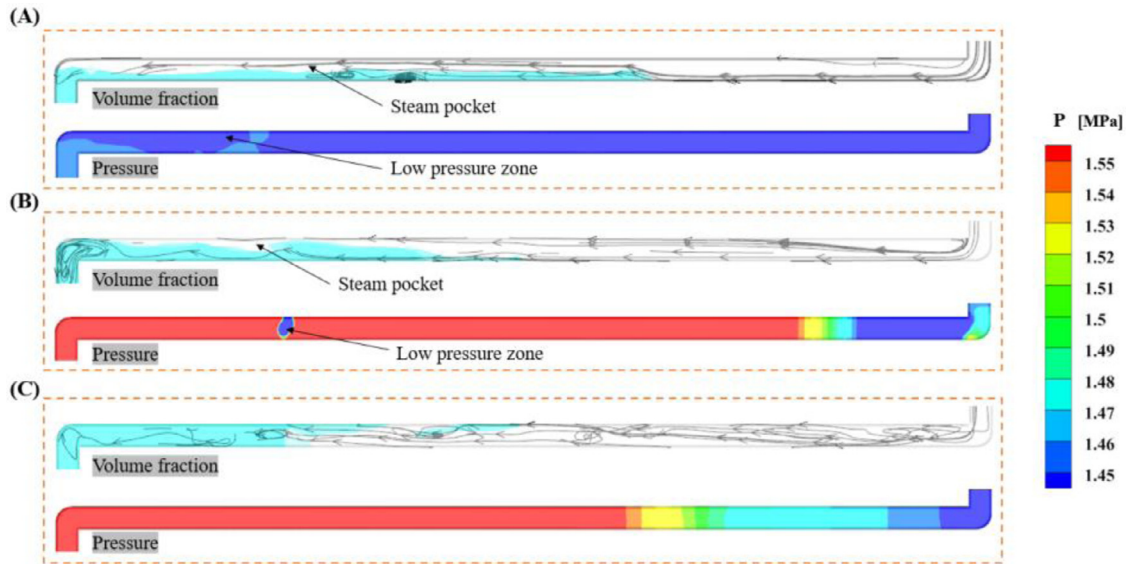 (A)
Volume fraction
Steam pocket
Pressure
Low pressure zone
(B)
Volume fraction
Steam pocket
Pressure
Low pressure zone
(C)
Volume fraction
Pressure
P [MPa]
1.55
1.54
1.53
1.52
1.51
1.5
1.49
1.48
1.47
1.46
1.45